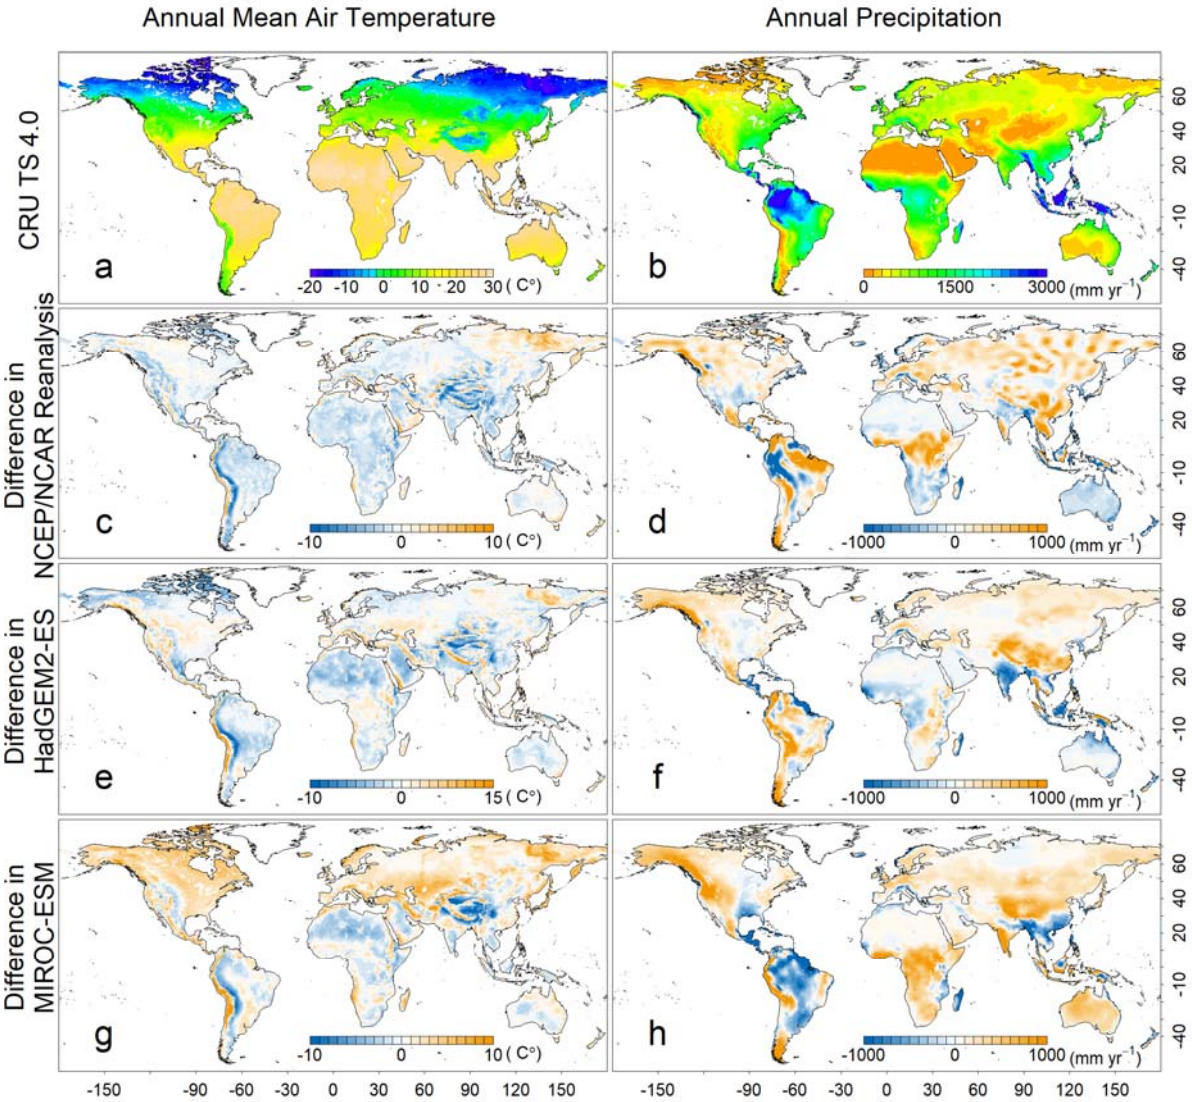 Annual Mean Air Temperature
Annual Precipitation
CRU TS 4.0
a
-20 -10 0 10 20 30 ( C°)
b
0 1500 3000 (mm yr⁻¹)
60
40
20
-10
-40
Difference in
NCEP/NCAR Reanalysis
c
-10 0 10 ( C°)
d
-1000 0 1000 (mm yr⁻¹)
60
40
20
-10
-40
Difference in
HadGEM2-ES
e
-10 0 15 ( C°)
f
-1000 0 1000 (mm yr⁻¹)
60
40
20
-10
-40
Difference in
MIROC-ESM
g
-10 0 10 ( C°)
h
-1000 0 1000 (mm yr⁻¹)
60
40
20
-10
-40
-150 -90 -60 -30 0 30 60 90 120 150
-150 -90 -60 -30 0 30 60 90 120 150